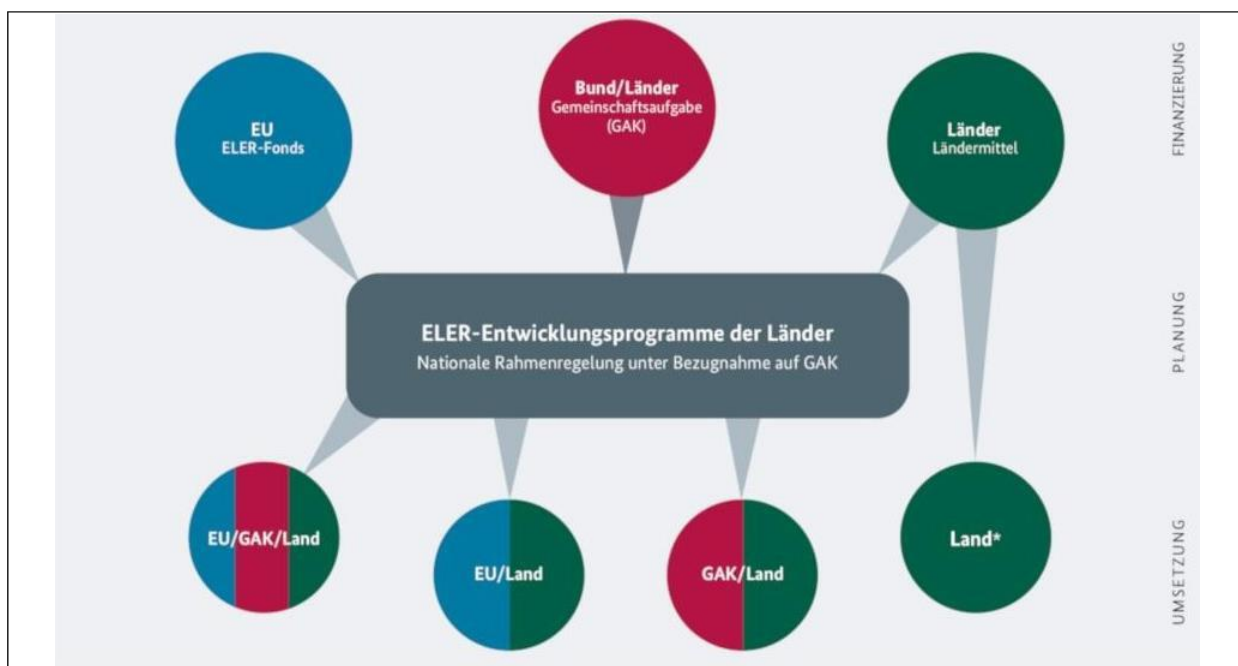 EU
ELER-Fonds
Bund/Länder
Gemeinschaftsaufgabe
(GAK)
Länder
Ländermittel
FINANZIERUNG
ELER-Entwicklungsprogramme der Länder
Nationale Rahmenregelung unter Bezugnahme auf GAK
PLANUNG
EU/GAK/Land
EU/Land
GAK/Land
Land*
UMSETZUNG